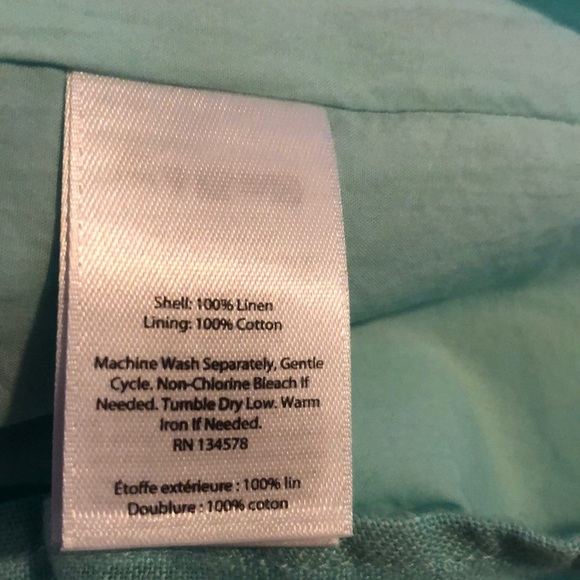 Shell: 100% Linen
Lining: 100% Cotton
Machine Wash Separately, Gentle
Cycle. Non-Chlorine Bleach If
Needed. Tumble Dry Low. Warm
Iron If Needed.
RN 134578
Étoffe extérieure : 100% lin
Doublure : 100% coton